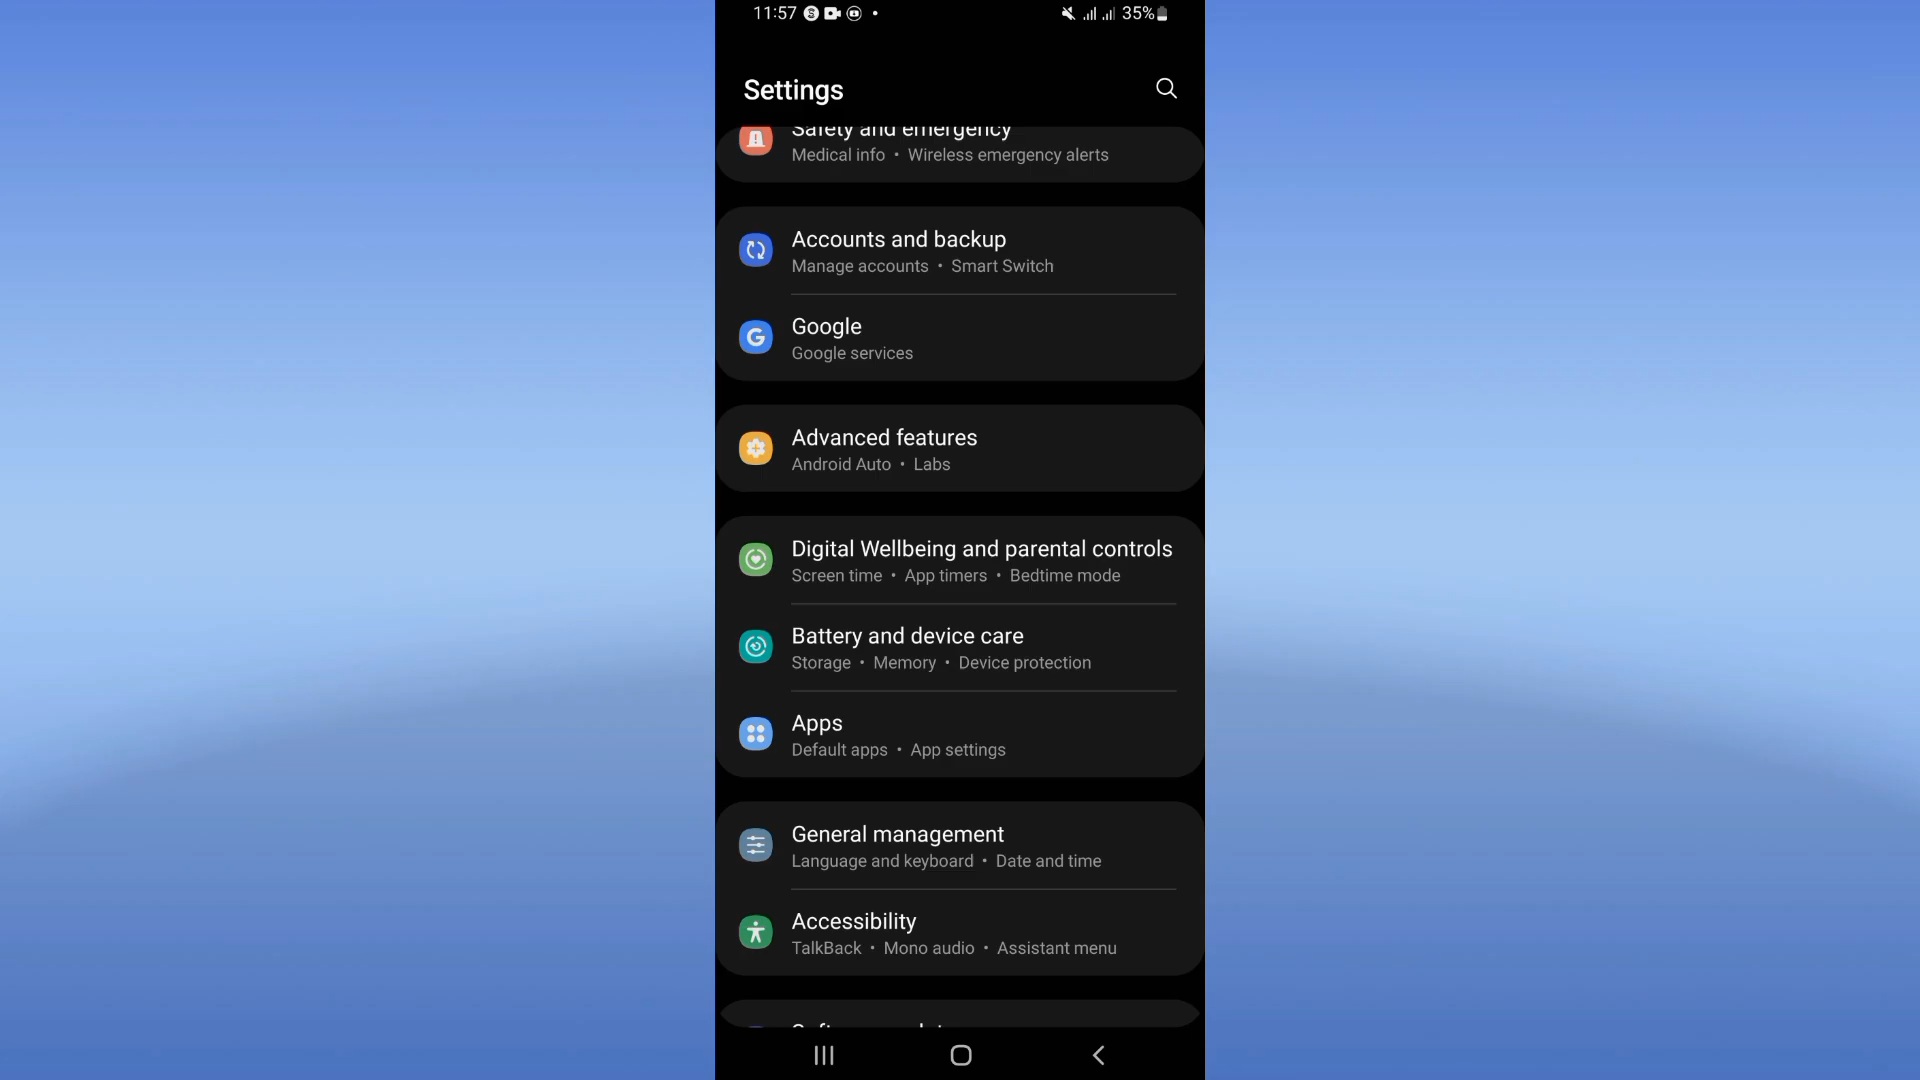 11:57 35%
Settings
Safety and emergency
Medical info • Wireless emergency alerts
Accounts and backup
Manage accounts • Smart Switch
Google
Google services
Advanced features
Android Auto • Labs
Digital Wellbeing and parental controls
Screen time • App timers • Bedtime mode
Battery and device care
Storage • Memory • Device protection
Apps
Default apps • App settings
General management
Language and keyboard • Date and time
Accessibility
TalkBack • Mono audio • Assistant menu